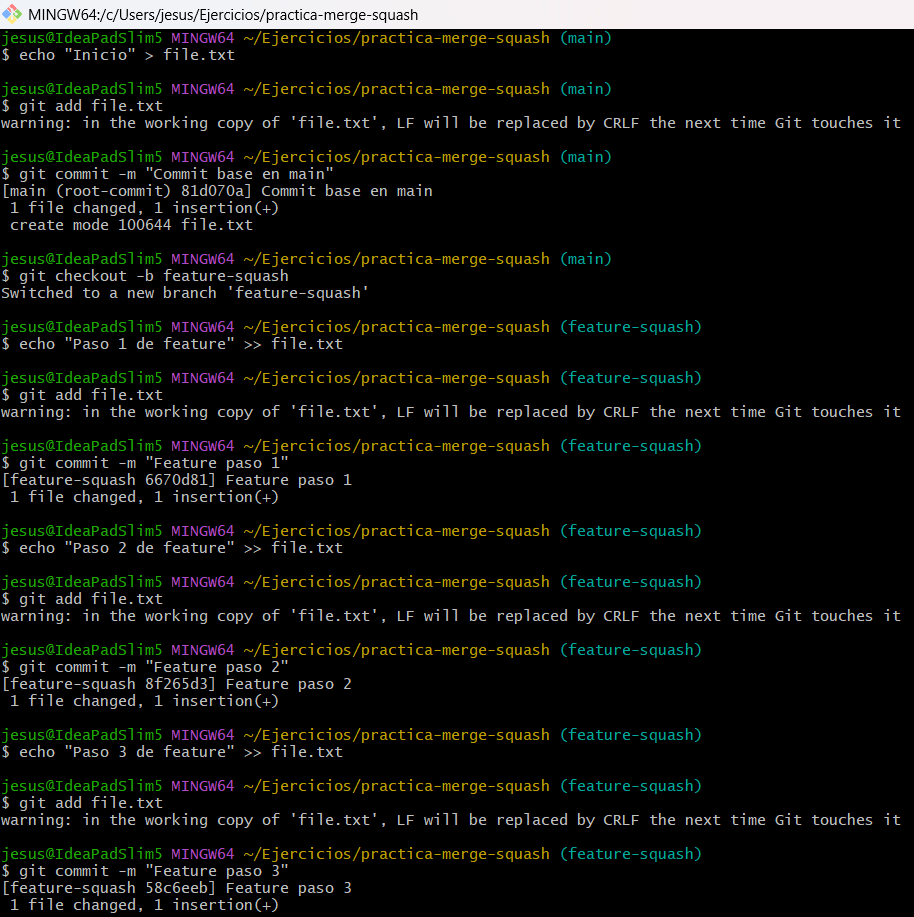 MINGW64:/c/Users/jesus/Ejercicios/practica-merge-squash
jesus@IdeaPadSlim5 MINGW64 ~/Ejercicios/practica-merge-squash (main)
$ echo "Inicio" > file.txt
jesus@IdeaPadSlim5 MINGW64 ~/Ejercicios/practica-merge-squash (main)
$ git add file.txt
warning: in the working copy of 'file.txt', LF will be replaced by CRLF the next time Git touches it
jesus@IdeaPadSlim5 MINGW64 ~/Ejercicios/practica-merge-squash (main)
$ git commit -m "Commit base en main"
[main (root-commit) 81d070a] Commit base en main
 1 file changed, 1 insertion(+)
 create mode 100644 file.txt
jesus@IdeaPadSlim5 MINGW64 ~/Ejercicios/practica-merge-squash (main)
$ git checkout -b feature-squash
Switched to a new branch 'feature-squash'
jesus@IdeaPadSlim5 MINGW64 ~/Ejercicios/practica-merge-squash (feature-squash)
$ echo "Paso 1 de feature" >> file.txt
jesus@IdeaPadSlim5 MINGW64 ~/Ejercicios/practica-merge-squash (feature-squash)
$ git add file.txt
warning: in the working copy of 'file.txt', LF will be replaced by CRLF the next time Git touches it
jesus@IdeaPadSlim5 MINGW64 ~/Ejercicios/practica-merge-squash (feature-squash)
$ git commit -m "Feature paso 1"
[feature-squash 6670d81] Feature paso 1
 1 file changed, 1 insertion(+)
jesus@IdeaPadSlim5 MINGW64 ~/Ejercicios/practica-merge-squash (feature-squash)
$ echo "Paso 2 de feature" >> file.txt
jesus@IdeaPadSlim5 MINGW64 ~/Ejercicios/practica-merge-squash (feature-squash)
$ git add file.txt
warning: in the working copy of 'file.txt', LF will be replaced by CRLF the next time Git touches it
jesus@IdeaPadSlim5 MINGW64 ~/Ejercicios/practica-merge-squash (feature-squash)
$ git commit -m "Feature paso 2"
[feature-squash 8f265d3] Feature paso 2
 1 file changed, 1 insertion(+)
jesus@IdeaPadSlim5 MINGW64 ~/Ejercicios/practica-merge-squash (feature-squash)
$ echo "Paso 3 de feature" >> file.txt
jesus@IdeaPadSlim5 MINGW64 ~/Ejercicios/practica-merge-squash (feature-squash)
$ git add file.txt
warning: in the working copy of 'file.txt', LF will be replaced by CRLF the next time Git touches it
jesus@IdeaPadSlim5 MINGW64 ~/Ejercicios/practica-merge-squash (feature-squash)
$ git commit -m "Feature paso 3"
[feature-squash 58c6eeb] Feature paso 3
 1 file changed, 1 insertion(+)